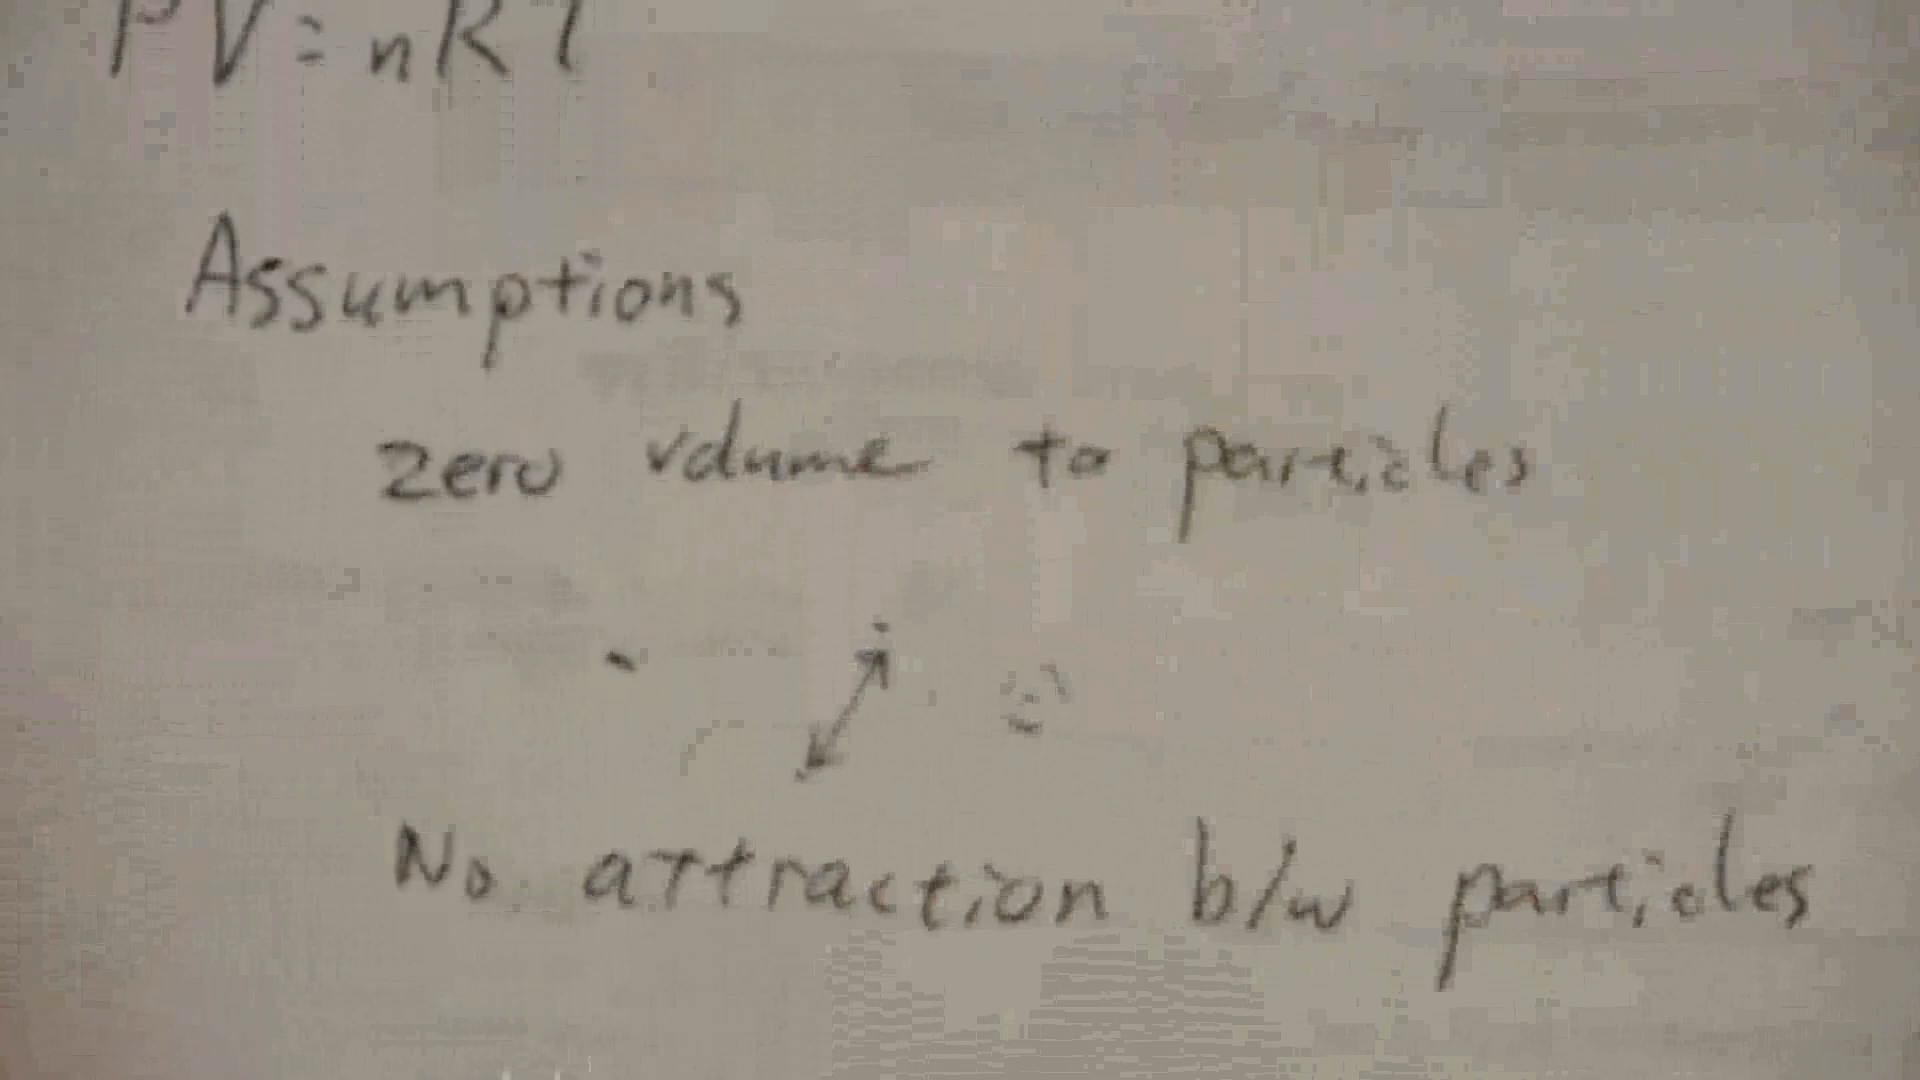 PV = nRT
Assumptions
zero volume to particles
No attraction b/w particles